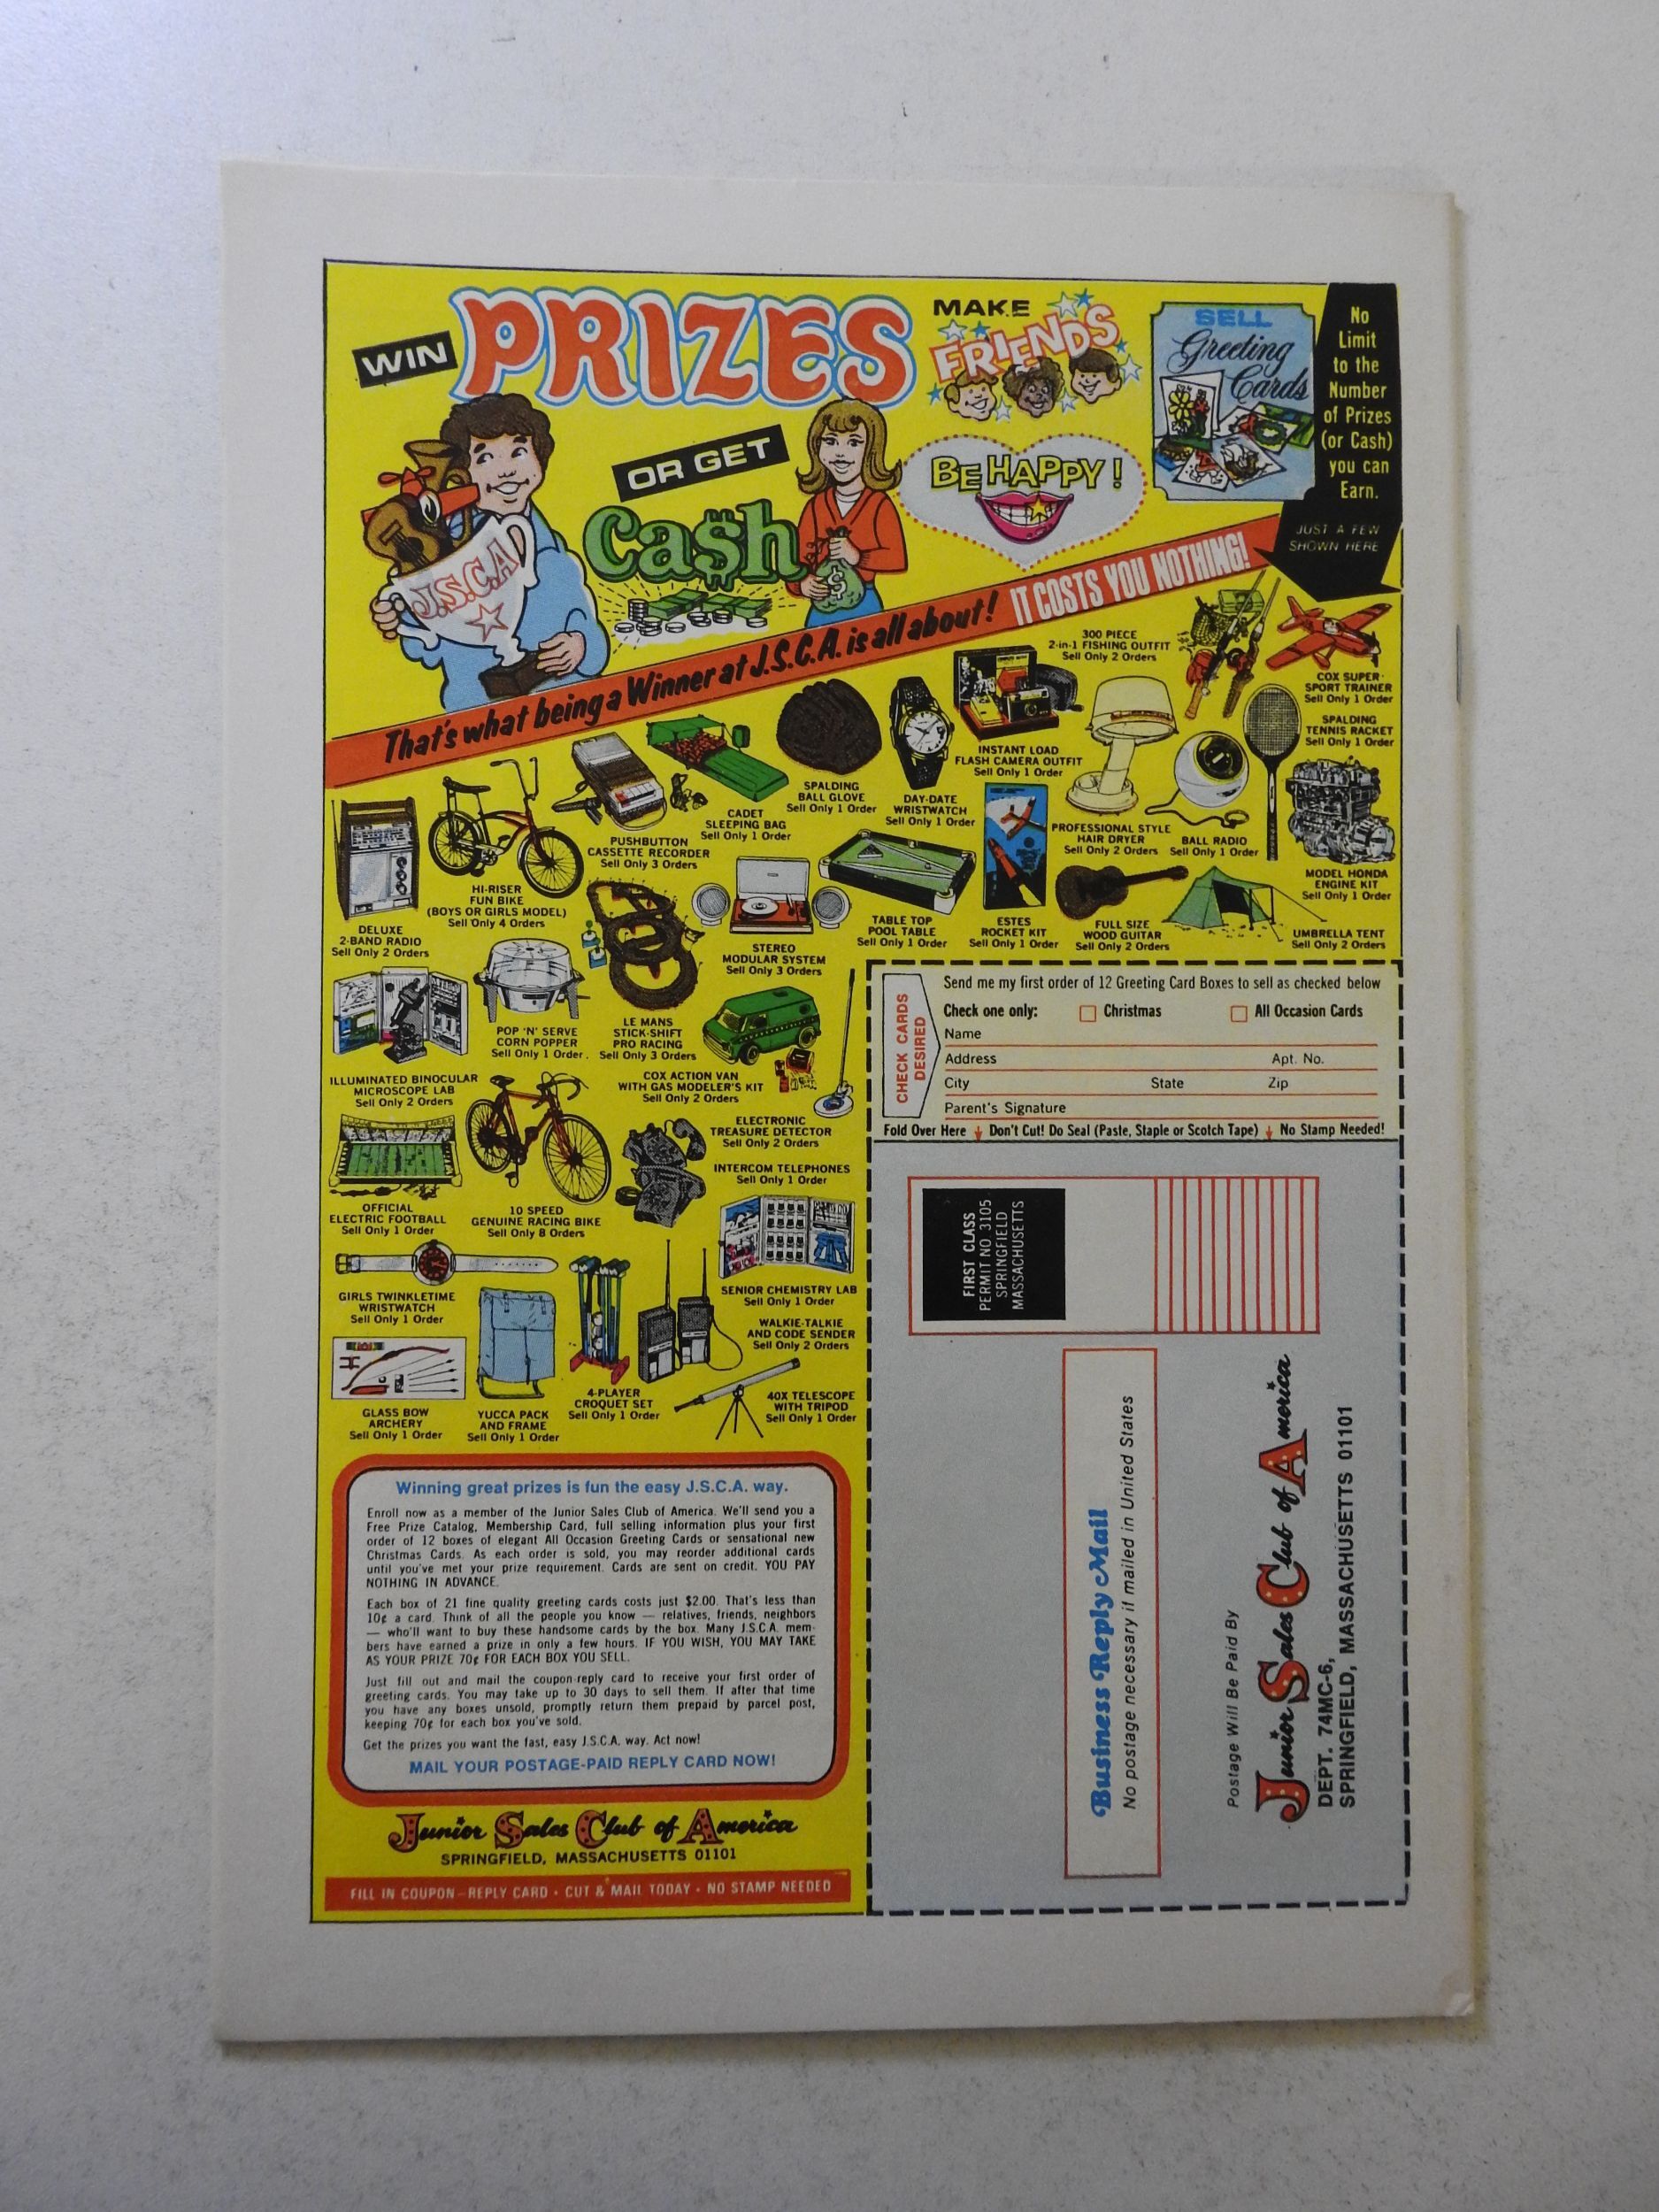 WIN PRIZES
OR GET
Ca$h
MAKE
FRIENDS
BE HAPPY!
SELL
Greeting
Cards
No
Limit
to the
Number
of Prizes
(or Cash)
you can
Earn.
JUST A FEW
SHOWN HERE
J.S.C.A
$
That's what being a Winner at J.S.C.A. is all about! IT COSTS YOU NOTHING!
300 PIECE
2-in-1 FISHING OUTFIT
Sell Only 2 Orders
COX SUPER-
SPORT TRAINER
Sell Only 1 Order
SPALDING
TENNIS RACKET
Sell Only 1 Order
INSTANT LOAD
FLASH CAMERA OUTFIT
Sell Only 1 Order
SPALDING
BALL GLOVE
Sell Only 1 Order
DAY-DATE
WRISTWATCH
Sell Only 1 Order
CADET
SLEEPING BAG
Sell Only 1 Order
PUSHBUTTON
CASSETTE RECORDER
Sell Only 3 Orders
PROFESSIONAL STYLE
HAIR DRYER
Sell Only 2 Orders
BALL RADIO
Sell Only 1 Order
MODEL HONDA
ENGINE KIT
Sell Only 1 Order
HI-RISER
FUN BIKE
(BOYS OR GIRLS MODEL)
Sell Only 4 Orders
DELUXE
2-BAND RADIO
Sell Only 2 Orders
STEREO
MODULAR SYSTEM
Sell Only 3 Orders
TABLE TOP
POOL TABLE
Sell Only 1 Order
ESTES
ROCKET KIT
Sell Only 1 Order
FULL SIZE
WOOD GUITAR
Sell Only 2 Orders
UMBRELLA TENT
Sell Only 2 Orders
POP 'N' SERVE
CORN POPPER
Sell Only 1 Order.
LE MANS
STICK-SHIFT
PRO RACING
Sell Only 3 Orders
ILLUMINATED BINOCULAR
MICROSCOPE LAB
Sell Only 2 Orders
COX ACTION VAN
WITH GAS MODELER'S KIT
Sell Only 2 Orders
ELECTRONIC
TREASURE DETECTOR
Sell Only 2 Orders
INTERCOM TELEPHONES
Sell Only 1 Order
OFFICIAL
ELECTRIC FOOTBALL
Sell Only 1 Order
10 SPEED
GENUINE RACING BIKE
Sell Only 8 Orders
SENIOR CHEMISTRY LAB
Sell Only 1 Order
GIRLS TWINKLETIME
WRISTWATCH
Sell Only 1 Order
WALKIE-TALKIE
AND CODE SENDER
Sell Only 2 Orders
GLASS BOW
ARCHERY
Sell Only 1 Order
YUCCA PACK
AND FRAME
Sell Only 1 Order
4-PLAYER
CROQUET SET
Sell Only 1 Order
40X TELESCOPE
WITH TRIPOD
Sell Only 1 Order
Winning great prizes is fun the easy J.S.C.A. way.
Enroll now as a member of the Junior Sales Club of America. We'll send you a
Free Prize Catalog, Membership Card, full selling information plus your first
order of 12 boxes of elegant All Occasion Greeting Cards or sensational new
Christmas Cards. As each order is sold, you may reorder additional cards
until you've met your prize requirement. Cards are sent on credit. YOU PAY
NOTHING IN ADVANCE.
Each box of 21 fine quality greeting cards costs just $2.00. That's less than
10¢ a card. Think of all the people you know — relatives, friends, neighbors
— who'll want to buy these handsome cards by the box. Many J.S.C.A. mem-
bers have earned a prize in only a few hours. IF YOU WISH, YOU MAY TAKE
AS YOUR PRIZE 70¢ FOR EACH BOX YOU SELL.
Just fill out and mail the coupon-reply card to receive your first order of
greeting cards. You may take up to 30 days to sell them. If after that time
you have any boxes unsold, promptly return them prepaid by parcel post,
keeping 70¢ for each box you've sold.
Get the prizes you want the fast, easy J.S.C.A. way. Act now!
MAIL YOUR POSTAGE-PAID REPLY CARD NOW!
Junior Sales Club of America
SPRINGFIELD, MASSACHUSETTS 01101
FILL IN COUPON-REPLY CARD • CUT & MAIL TODAY • NO STAMP NEEDED
CHECK CARDS
DESIRED
Send me my first order of 12 Greeting Card Boxes to sell as checked below
Check one only: Christmas All Occasion Cards
Name
Address Apt. No.
City State Zip
Parent's Signature
Fold Over Here Don't Cut! Do Seal (Paste, Staple or Scotch Tape) No Stamp Needed!
FIRST CLASS
PERMIT NO. 3105
SPRINGFIELD
MASSACHUSETTS
Business Reply Mail
No postage necessary if mailed in United States
Postage Will Be Paid By
Junior Sales Club of America
DEPT. 74MC-6,
SPRINGFIELD, MASSACHUSETTS 01101